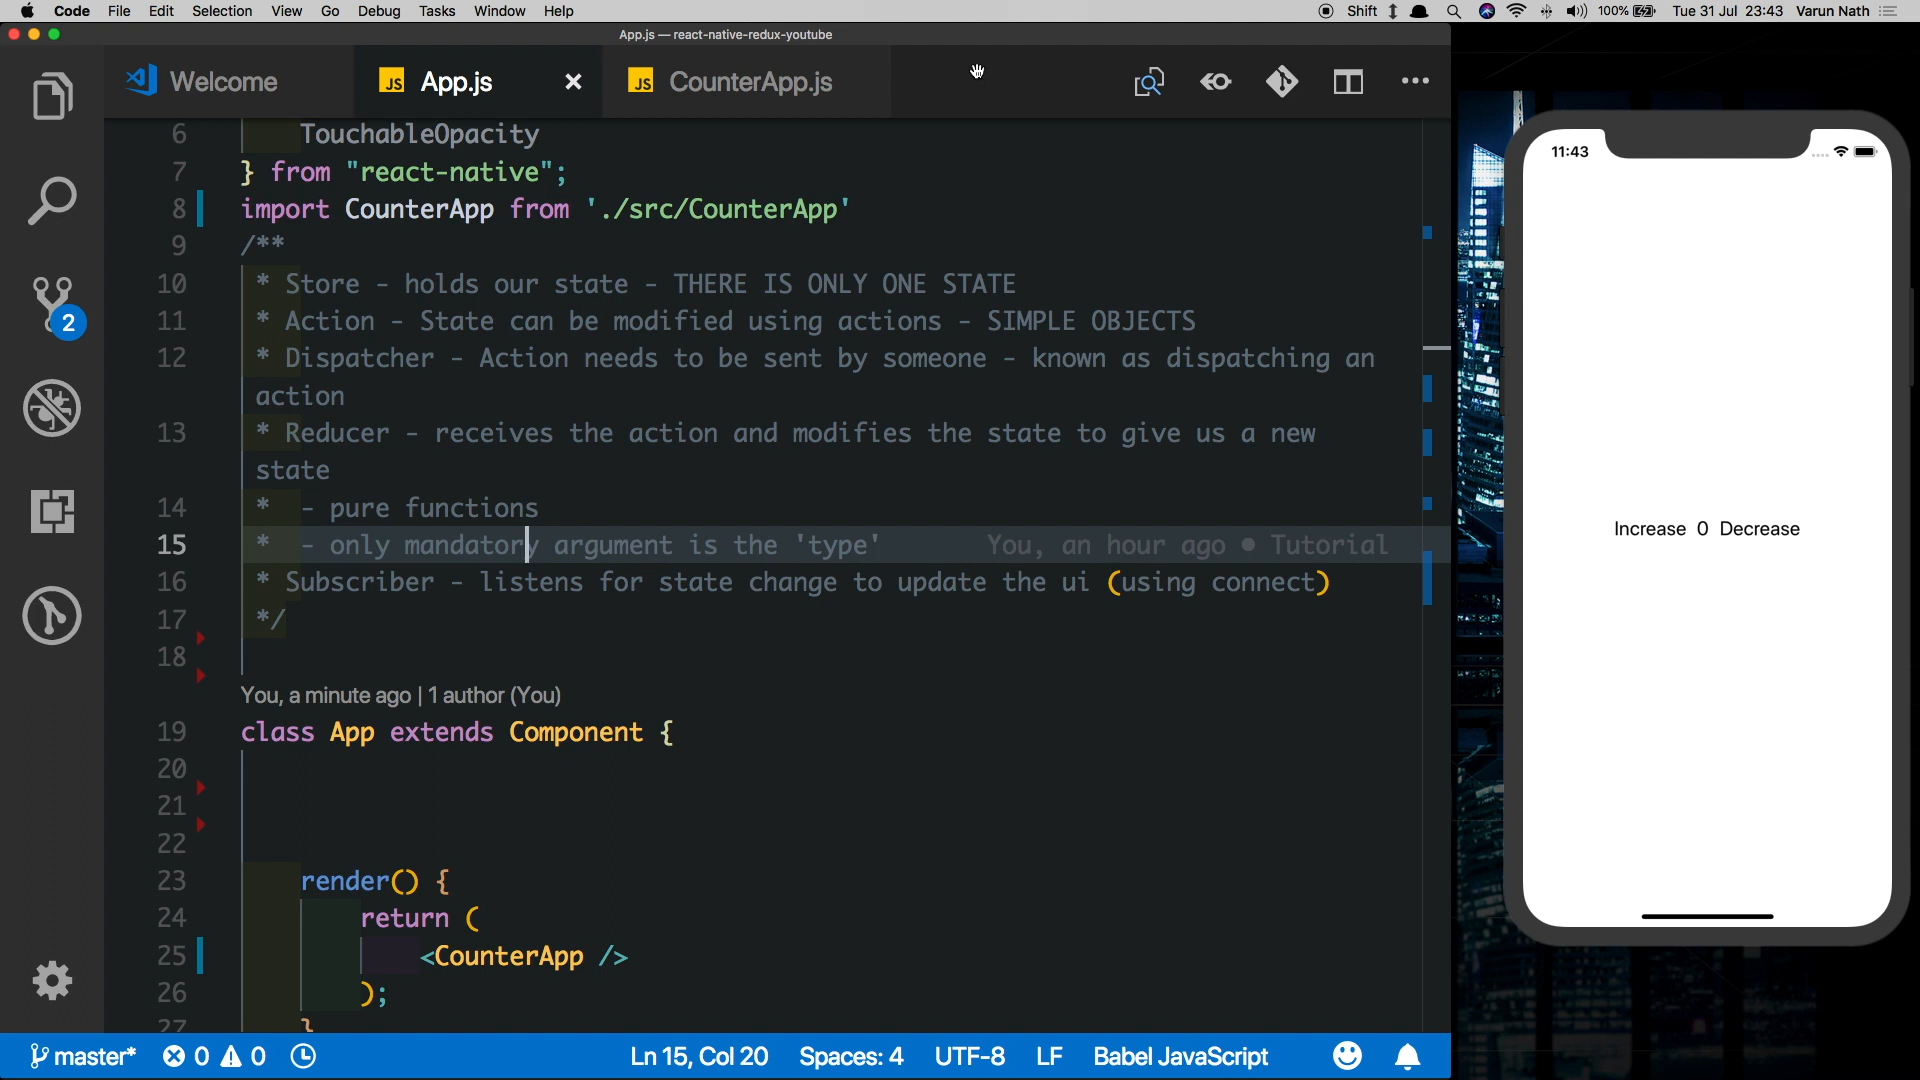 Code File Edit Selection View Go Debug Tasks Window Help Shift 100% Tue 31 Jul 23:43 Varun Nath
App.js — react-native-redux-youtube
Welcome JS App.js × JS CounterApp.js
6 TouchableOpacity
7 } from "react-native";
8 import CounterApp from './src/CounterApp'
9 /**
10 * Store - holds our state - THERE IS ONLY ONE STATE
11 * Action - State can be modified using actions - SIMPLE OBJECTS
12 * Dispatcher - Action needs to be sent by someone - known as dispatching an
action
13 * Reducer - receives the action and modifies the state to give us a new
state
14 * - pure functions
15 * - only mandatory argument is the 'type' You, an hour ago • Tutorial
16 * Subscriber - listens for state change to update the ui (using connect)
17 */
18
You, a minute ago | 1 author (You)
19 class App extends Component {
20
21
22
23 render() {
24 return (
25 <CounterApp />
26 );
27 }
2
master* 0 0 Ln 15, Col 20 Spaces: 4 UTF-8 LF Babel JavaScript
11:43
Increase 0 Decrease